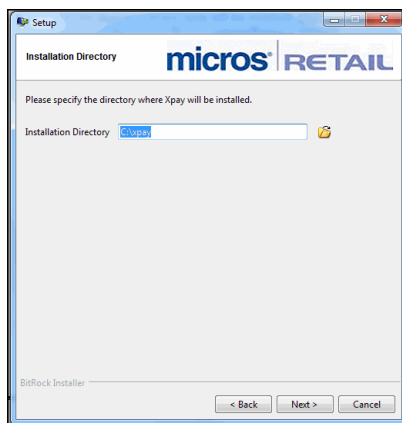 Setup
Installation Directory
micros® RETAIL
Please specify the directory where Xpay will be installed.
Installation Directory C:\xpay
BitRock Installer
< Back Next > Cancel